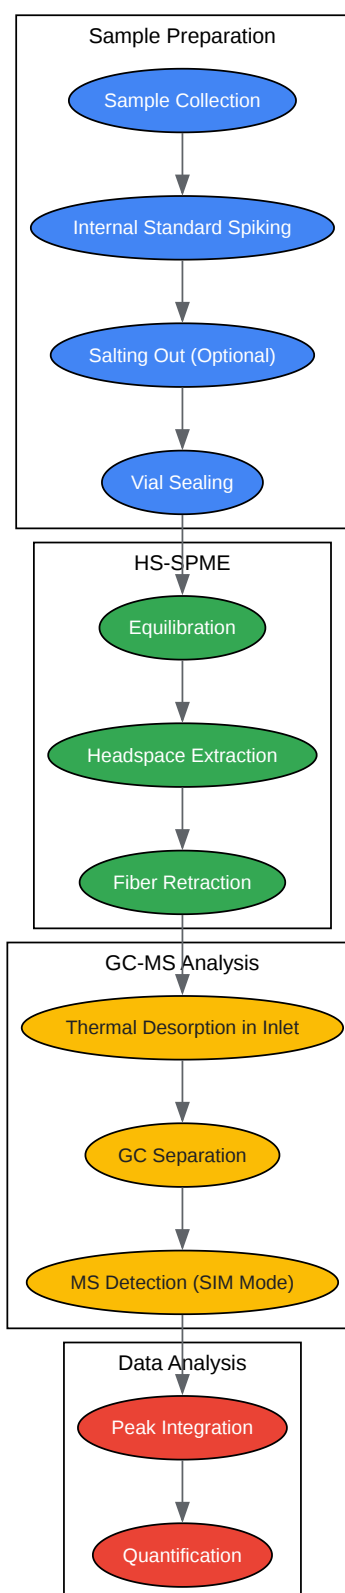 Sample Preparation
Sample Collection
Internal Standard Spiking
Salting Out (Optional)
Vial Sealing
HS-SPME
Equilibration
Headspace Extraction
Fiber Retraction
GC-MS Analysis
Thermal Desorption in Inlet
GC Separation
MS Detection (SIM Mode)
Data Analysis
Peak Integration
Quantification